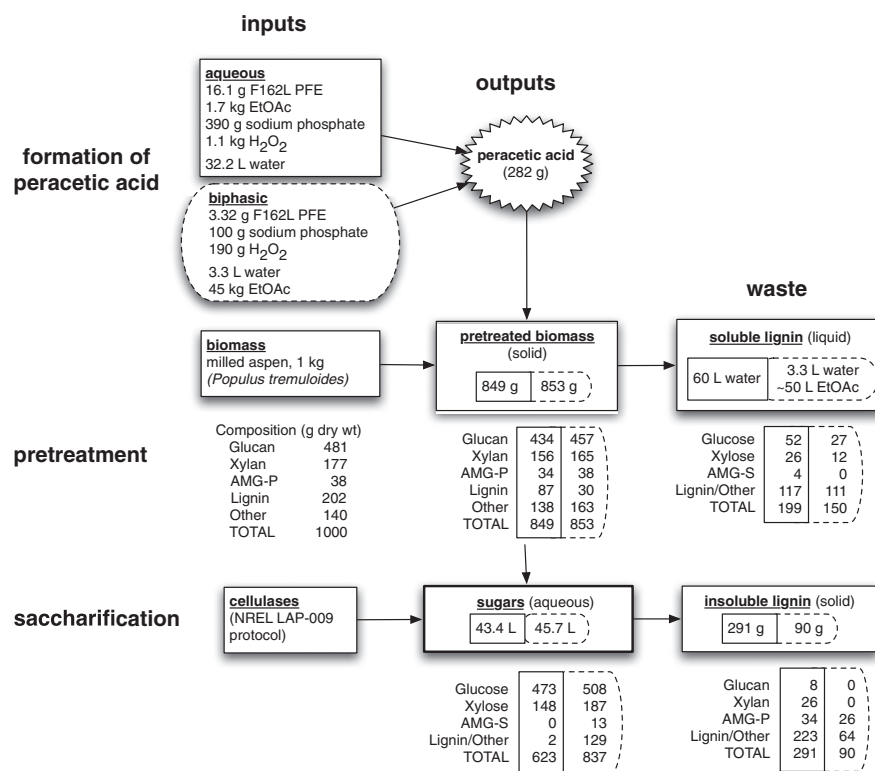 inputs
aqueous
16.1 g F162L PFE
1.7 kg EtOAc
390 g sodium phosphate
1.1 kg H2O2
32.2 L water
outputs
formation of
peracetic acid
peracetic acid
(282 g)
biphasic
3.32 g F162L PFE
100 g sodium phosphate
190 g H2O2
3.3 L water
45 kg EtOAc
waste
biomass
milled aspen, 1 kg
(Populus tremuloides)
pretreated biomass
(solid)
849 g 853 g
soluble lignin (liquid)
60 L water
3.3 L water
~50 L EtOAc
pretreatment
Composition (g dry wt)
Glucan 481
Xylan 177
AMG-P 38
Lignin 202
Other 140
TOTAL 1000
Glucan 434 457
Xylan 156 165
AMG-P 34 38
Lignin 87 30
Other 138 163
TOTAL 849 853
Glucose 52 27
Xylose 26 12
AMG-S 4 0
Lignin/Other 117 111
TOTAL 199 150
saccharification
cellulases
(NREL LAP-009
protocol)
sugars (aqueous)
43.4 L 45.7 L
insoluble lignin (solid)
291 g 90 g
Glucose 473 508
Xylose 148 187
AMG-S 0 13
Lignin/Other 2 129
TOTAL 623 837
Glucan 8 0
Xylan 26 0
AMG-P 34 26
Lignin/Other 223 64
TOTAL 291 90